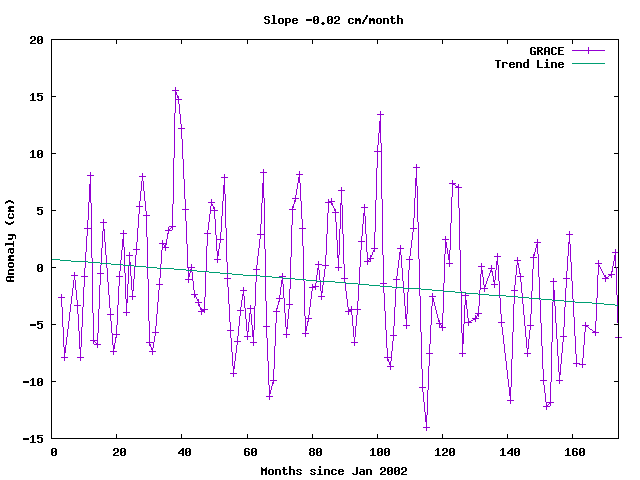 Slope -0.02 cm/month
20
GRACE
Trend Line
15
10
5
0
-5
-10
-15
Anomaly (cm)
0 20 40 60 80 100 120 140 160
Months since Jan 2002